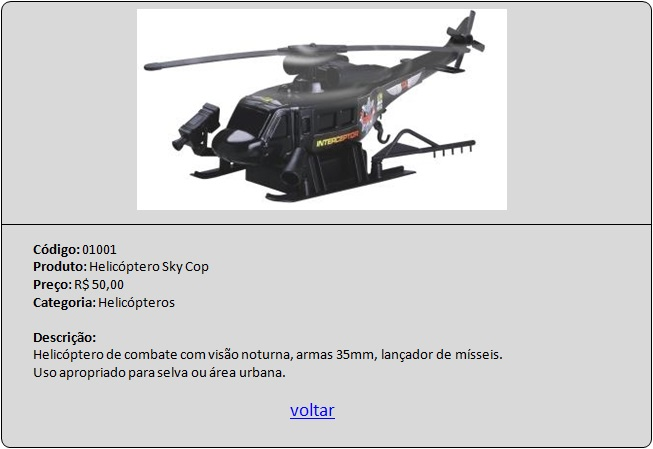 INTERCEPTOR
Código: 01001
Produto: Helicóptero Sky Cop
Preço: R$ 50,00
Categoria: Helicópteros
Descrição:
Helicóptero de combate com visão noturna, armas 35mm, lançador de mísseis.
Uso apropriado para selva ou área urbana.
voltar